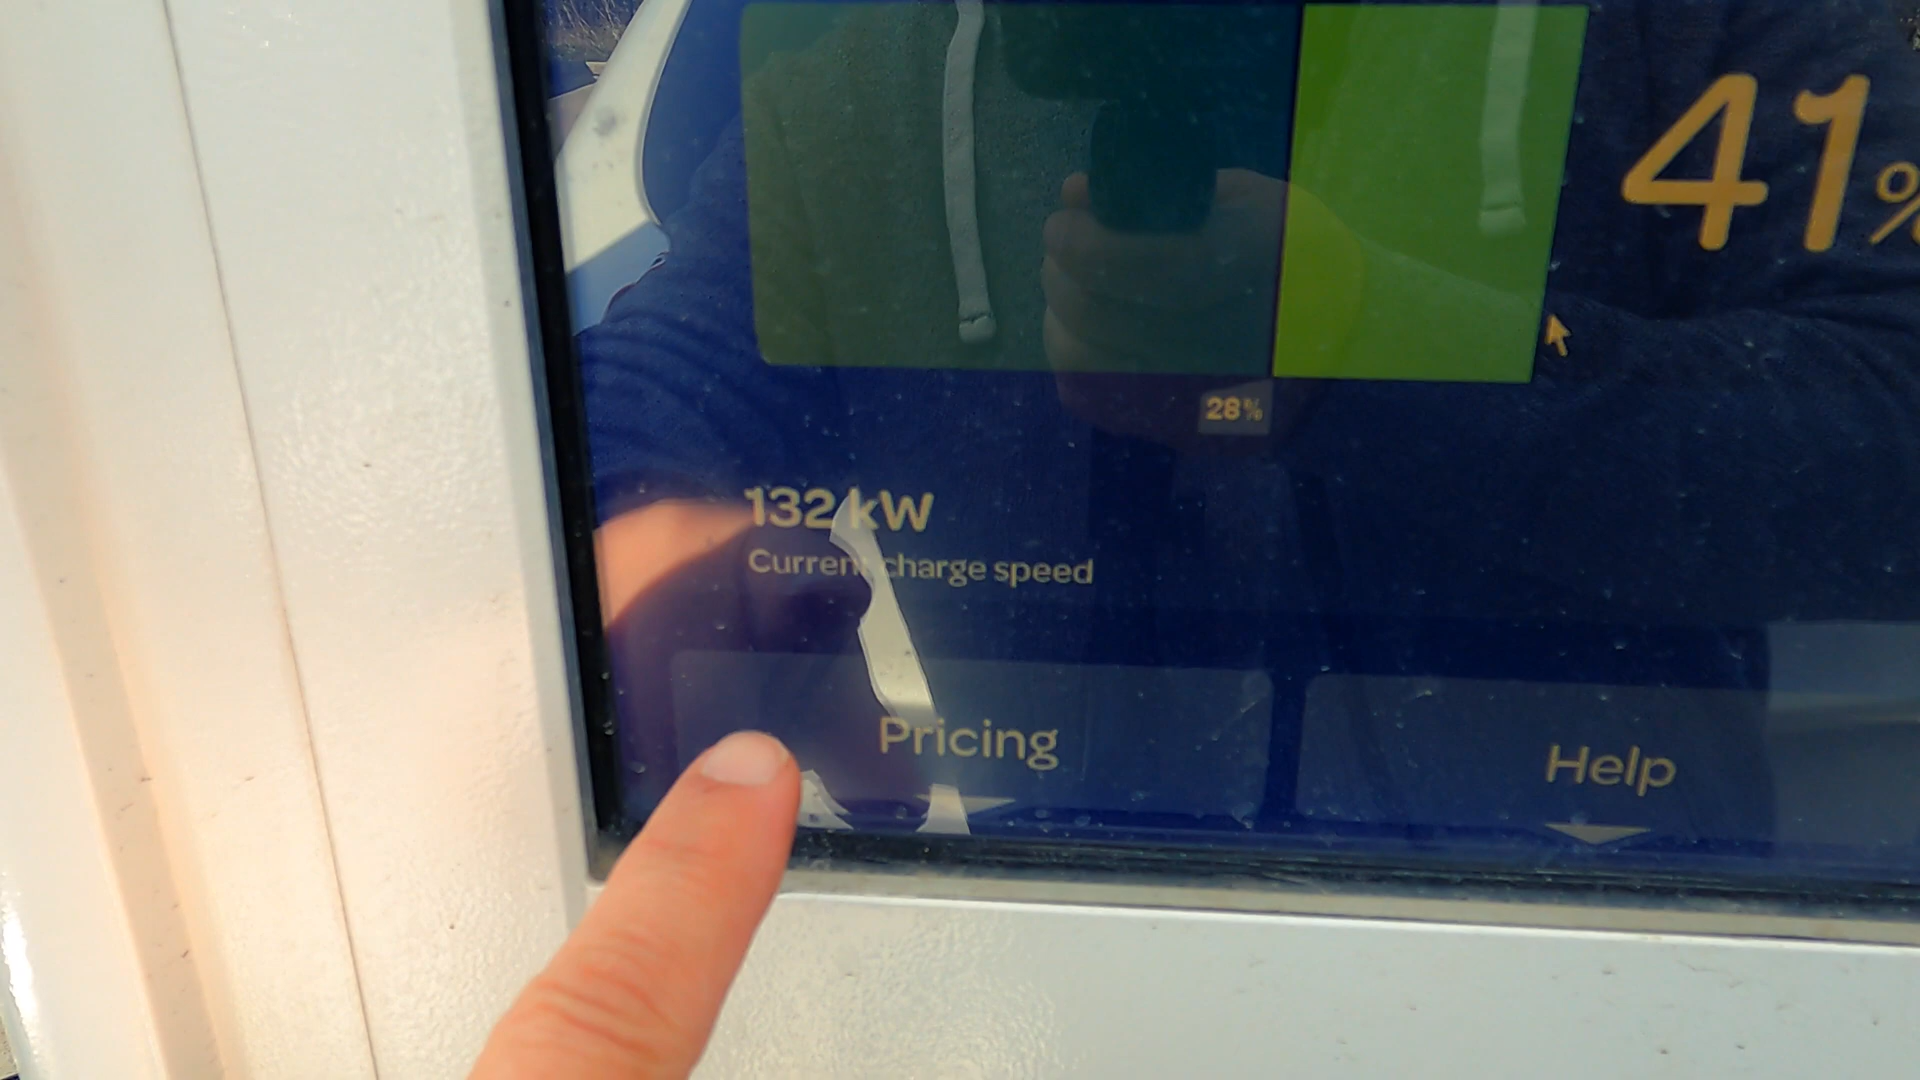 41%
28%
132 kW
Current charge speed
Pricing
Help